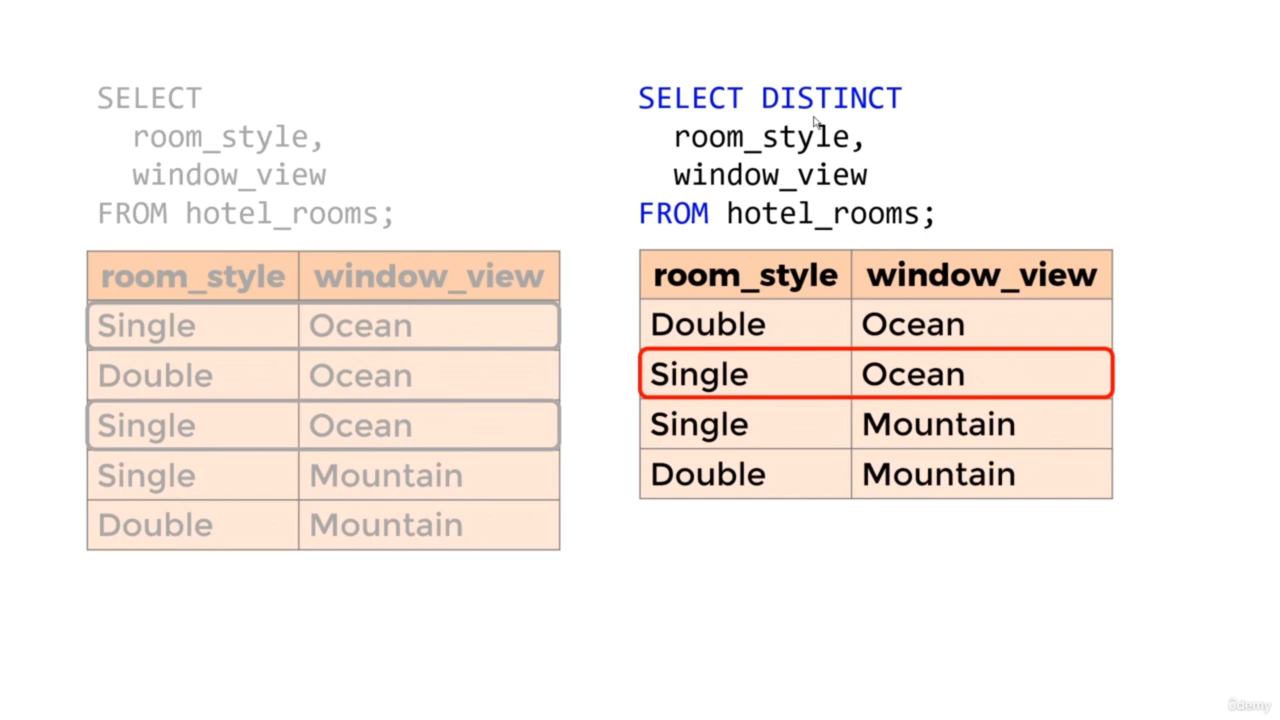 SELECT
room_style,
window_view
FROM hotel_rooms;
room_style window_view
Single Ocean
Double Ocean
Single Ocean
Single Mountain
Double Mountain
SELECT DISTINCT
room_style,
window_view
FROM hotel_rooms;
room_style window_view
Double Ocean
Single Ocean
Single Mountain
Double Mountain
ûdemy